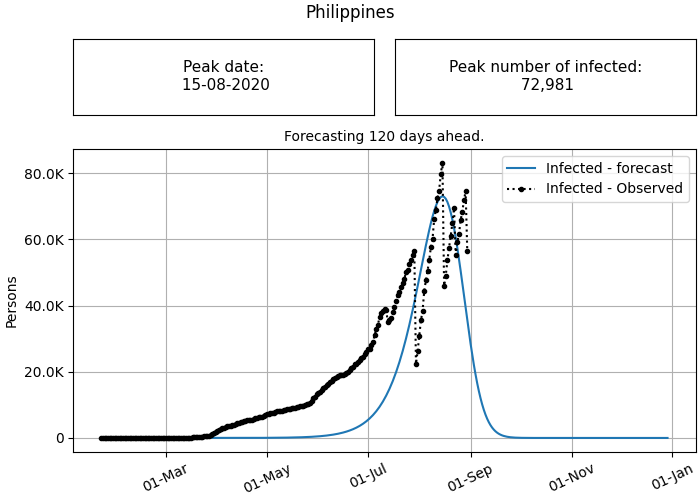 Philippines
Peak date:
15-08-2020
Peak number of infected:
72,981
Forecasting 120 days ahead.
Infected - forecast
Infected - Observed
Persons
80.0K
60.0K
40.0K
20.0K
0
01-Mar
01-May
01-Jul
01-Sep
01-Nov
01-Jan